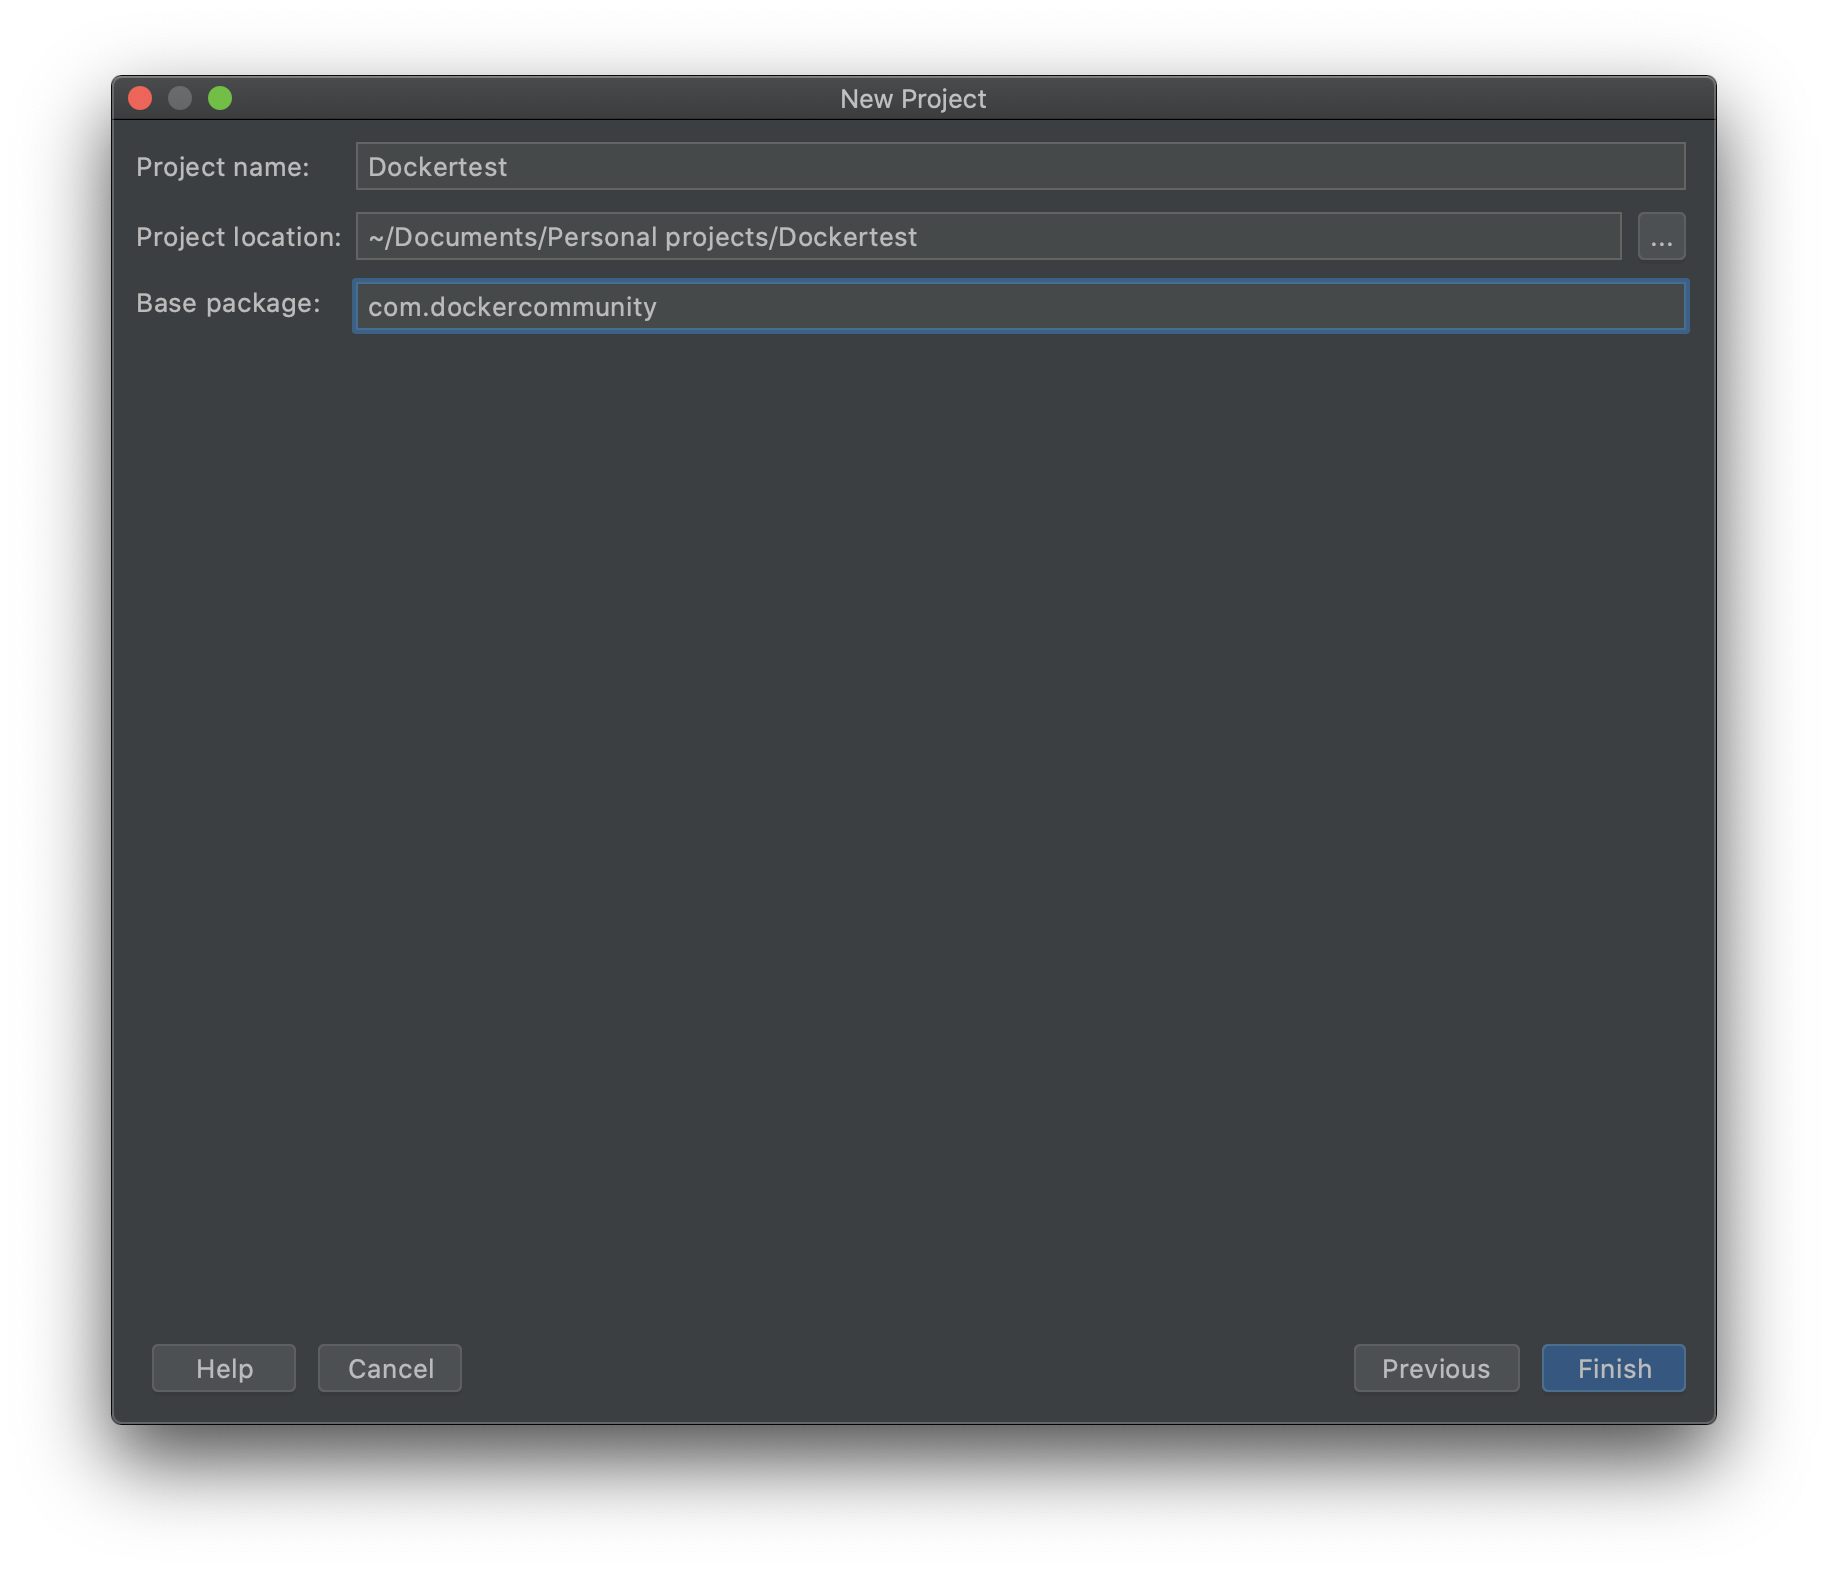 New Project
Project name: Dockertest
Project location: ~/Documents/Personal projects/Dockertest ...
Base package: com.dockercommunity
Help Cancel Previous Finish